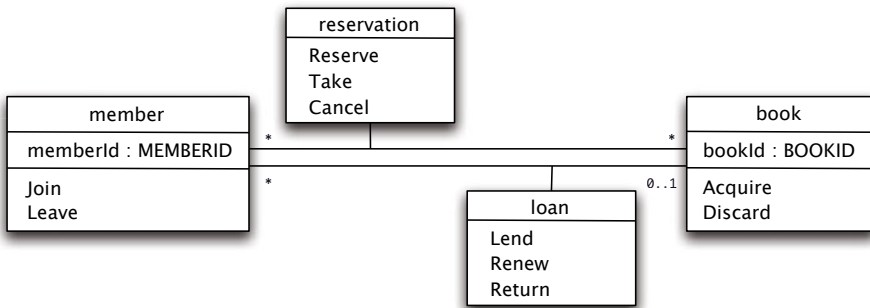 reservation
Reserve
Take
Cancel
member
memberId : MEMBERID
Join
Leave
*
*
*
0..1
book
bookId : BOOKID
Acquire
Discard
loan
Lend
Renew
Return